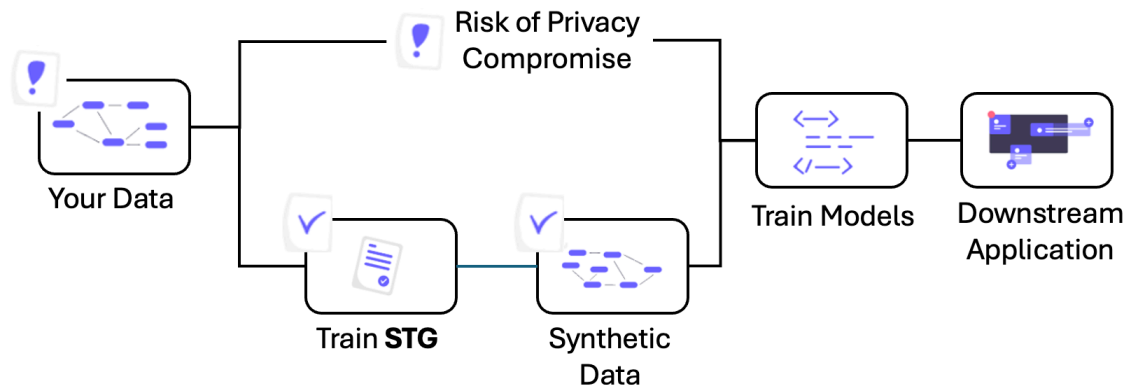 Risk of Privacy
Compromise
Your Data
Train Models
Downstream
Application
Train STG
Synthetic
Data